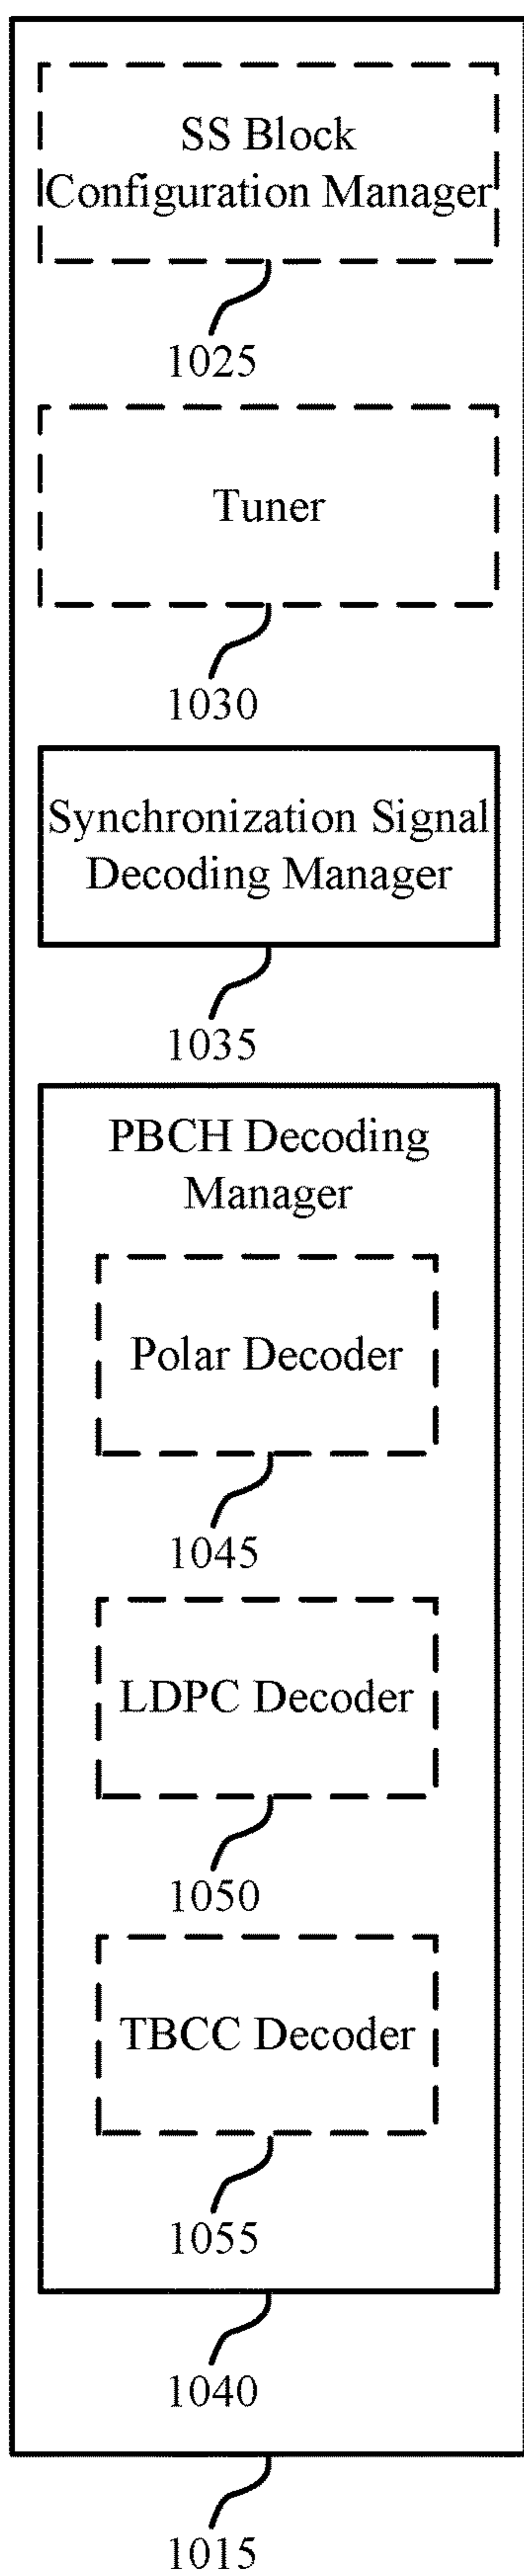 SS Block
Configuration Manager
1025
Tuner
1030
Synchronization Signal
Decoding Manager
1035
PBCH Decoding
Manager
Polar Decoder
1045
LDPC Decoder
1050
TBCC Decoder
1055
1040
1015